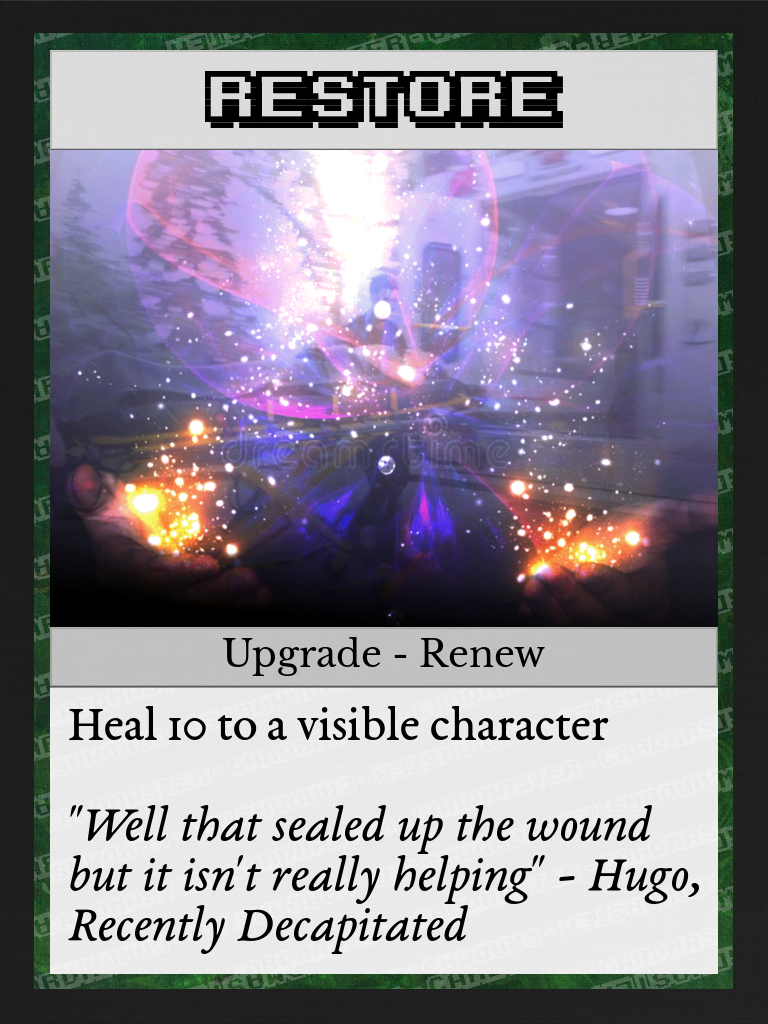 RESTORE
dreamstime
Upgrade - Renew
Heal 10 to a visible character
"Well that sealed up the wound
but it isn't really helping" - Hugo,
Recently Decapitated